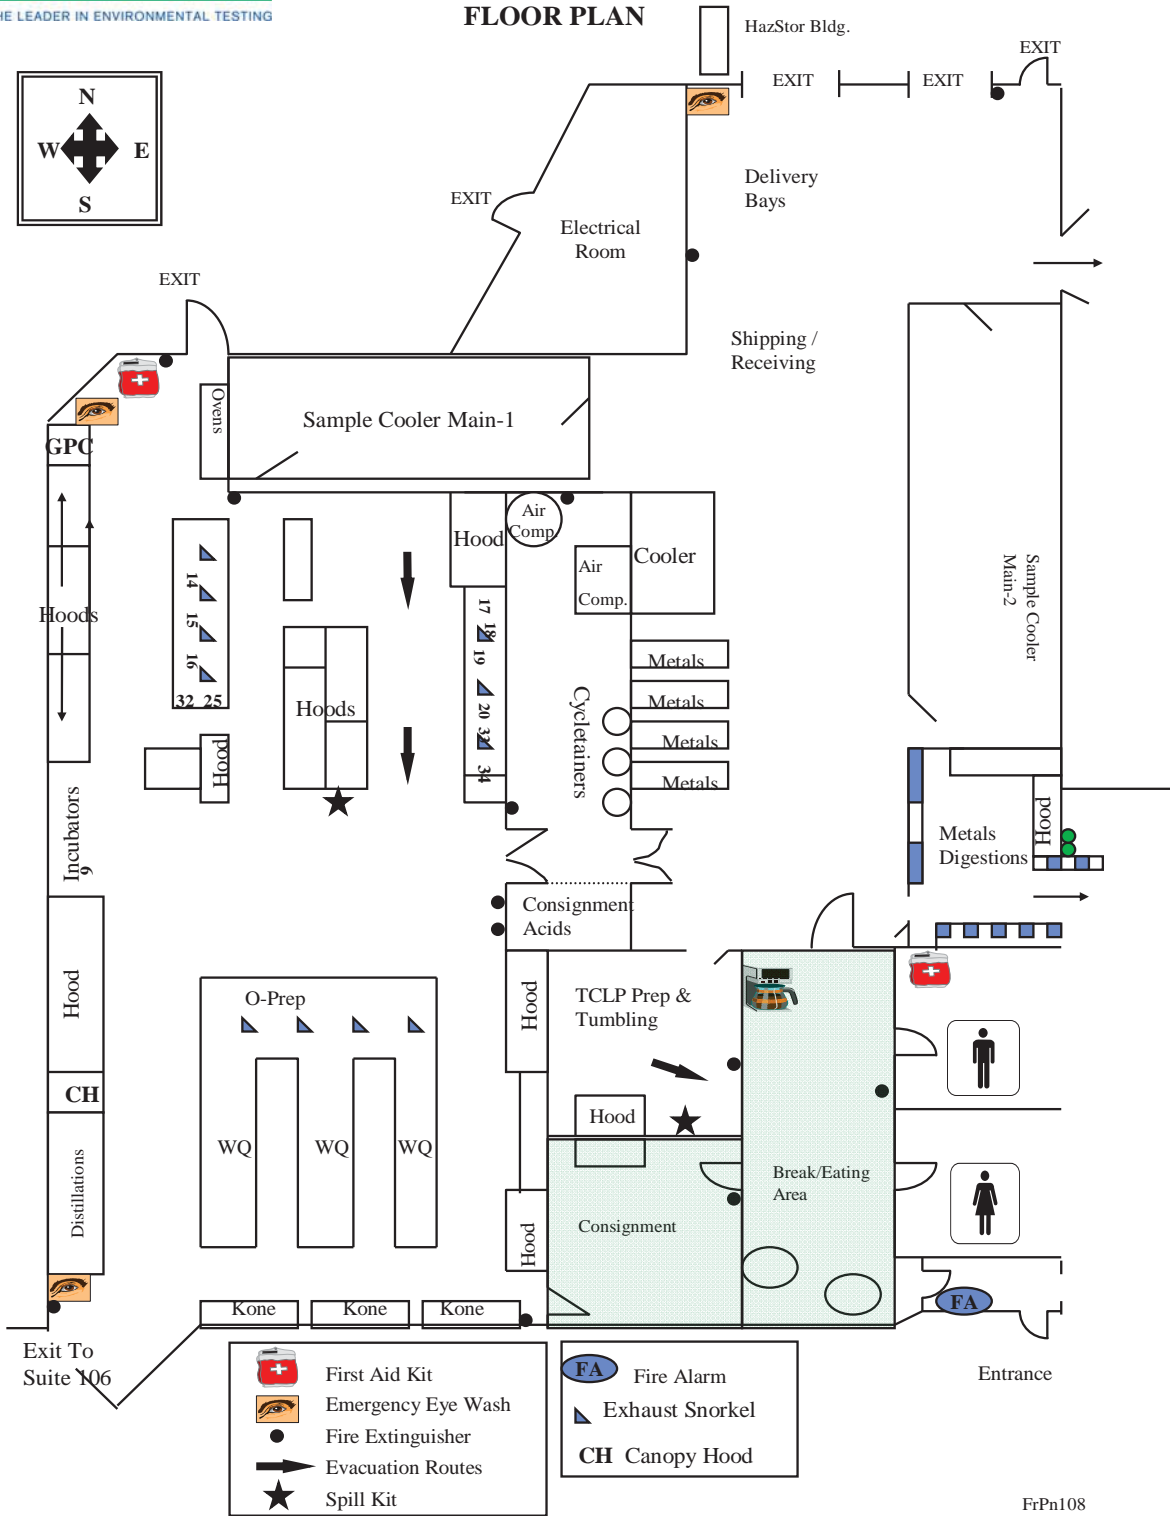 HE LEADER IN ENVIRONMENTAL TESTING
FLOOR PLAN
HazStor Bldg.
EXIT
EXIT
EXIT
N
W E
S
Delivery
Bays
EXIT
Electrical
Room
EXIT
Shipping /
Receiving
Ovens
Sample Cooler Main-1
GPC
Hood
Air
Comp.
Cooler
Air
Comp.
Sample Cooler
Main-2
14
15
16
32 25
Hoods
Hoods
17
18
19
20
33
34
Metals
Metals
Metals
Metals
Cycletainers
Hood
Incubators
9
Metals
Digestions
Hood
Consignment
Acids
Hood
O-Prep
Hood
TCLP Prep &
Tumbling
CH
Hood
WQ
WQ
WQ
Distillations
Break/Eating
Area
Hood
Consignment
Kone
Kone
Kone
FA
Exit To
Suite 106
Entrance
First Aid Kit
Emergency Eye Wash
Fire Extinguisher
Evacuation Routes
Spill Kit
FA Fire Alarm
Exhaust Snorkel
CH Canopy Hood
FrPn108